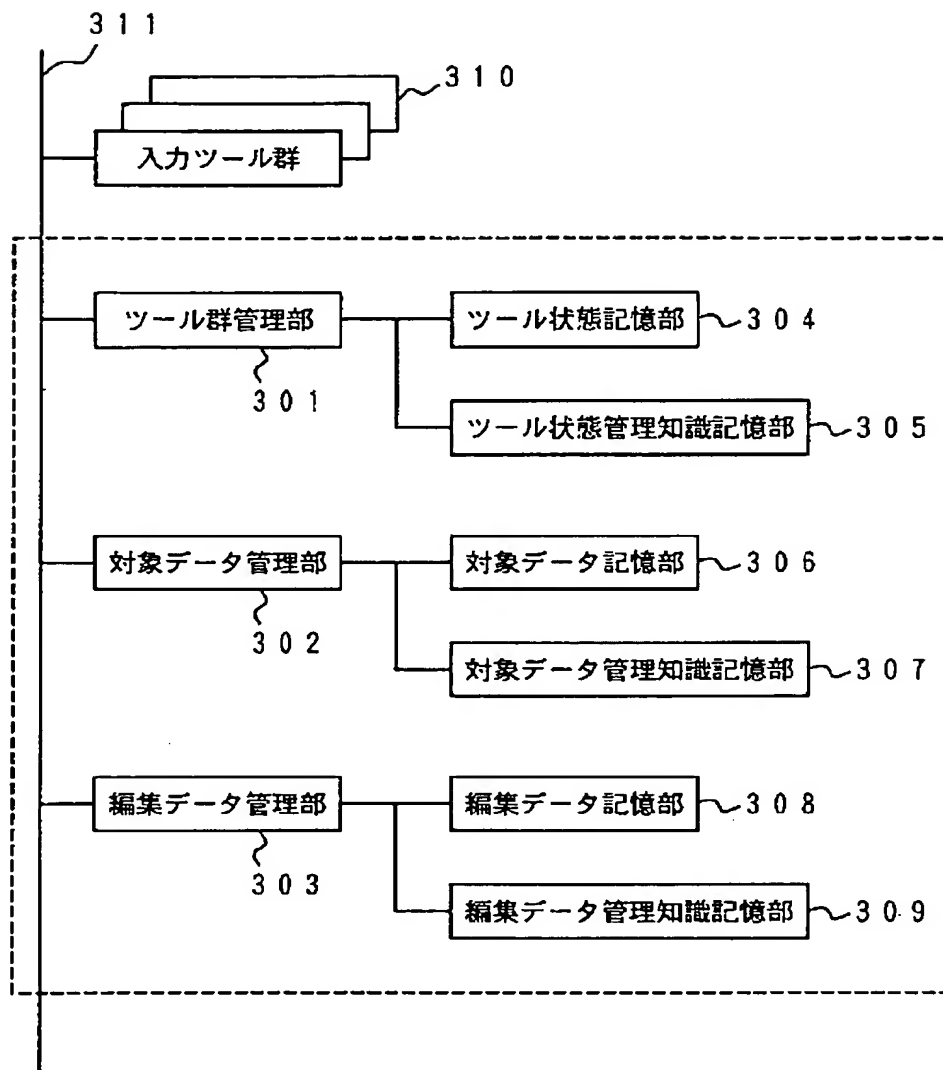 311
310
入力ツール群
ツール群管理部
301
ツール状態記憶部
304
ツール状態管理知識記憶部
305
対象データ管理部
302
対象データ記憶部
306
対象データ管理知識記憶部
307
編集データ管理部
303
編集データ記憶部
308
編集データ管理知識記憶部
309